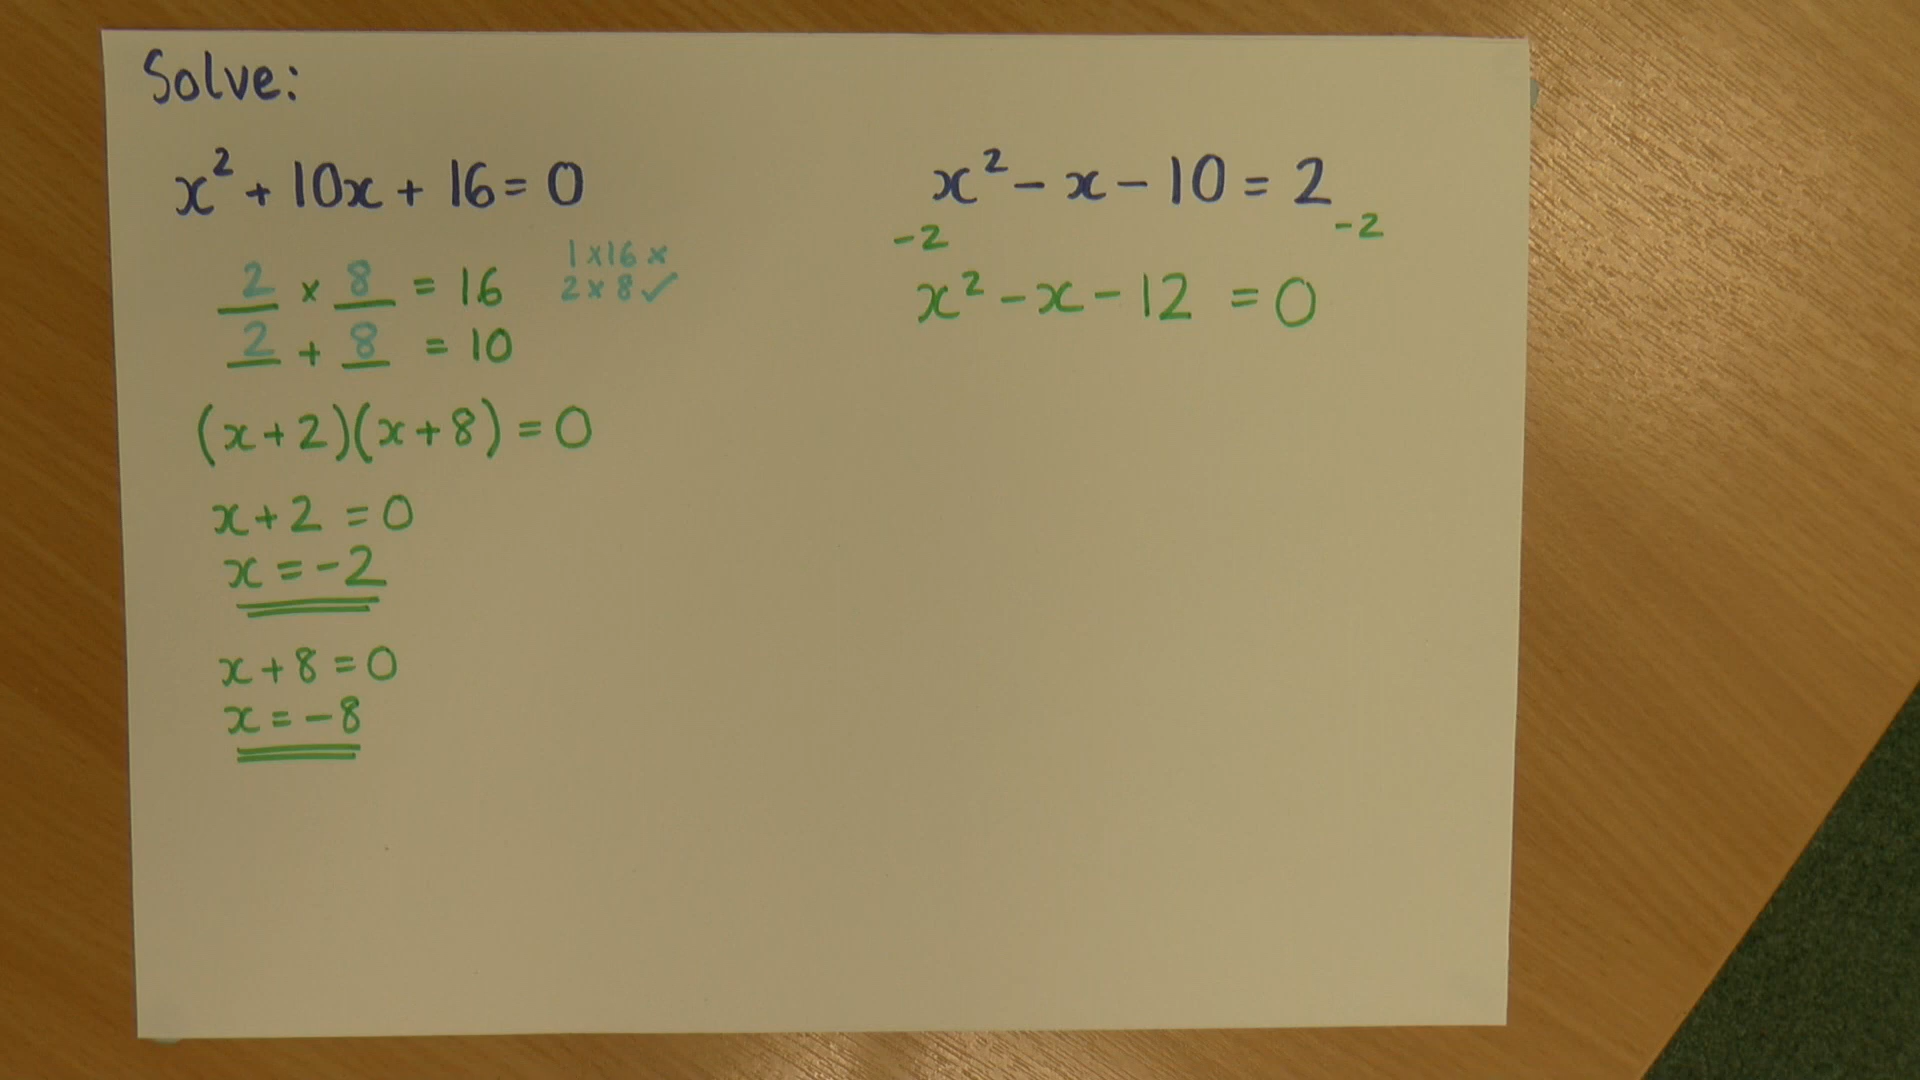 Solve:
x² + 10x + 16 = 0
2 × 8 = 16
1 × 16 ×
2 × 8 ✓
2 + 8 = 10
(x+2)(x+8) = 0
x + 2 = 0
x = -2
x + 8 = 0
x = -8
x² - x - 10 = 2
-2 -2
x² - x - 12 = 0